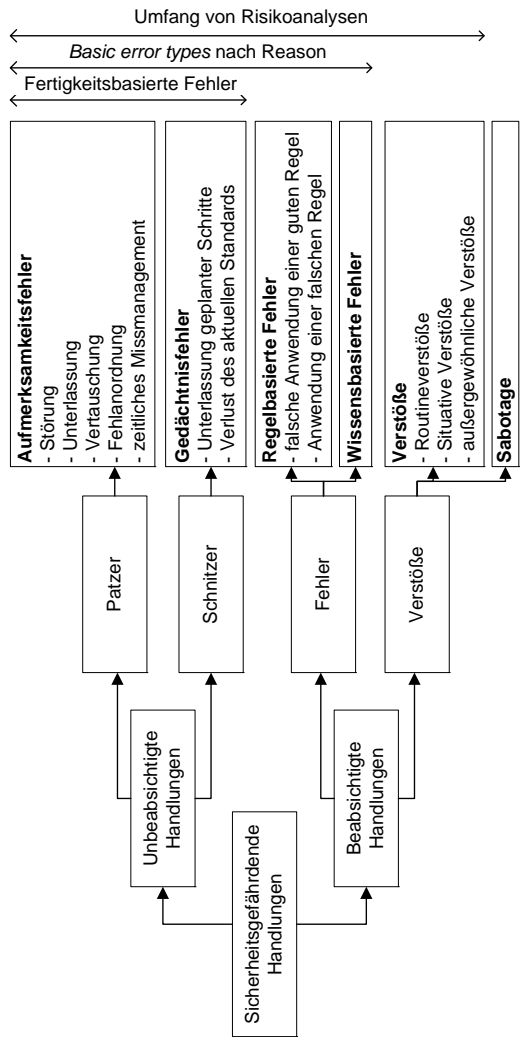 Umfang von Risikoanalysen
Basic error types nach Reason
Fertigkeitsbasierte Fehler
Sicherheitsgefährdende
Handlungen
Unbeabsichtigte
Handlungen
Beabsichtigte
Handlungen
Patzer
Schnitzer
Fehler
Verstöße
Aufmerksamkeitsfehler
- Störung
- Unterlassung
- Vertauschung
- Fehlanordnung
- zeitliches Missmanagement
Gedächtnisfehler
- Unterlassung geplanter Schritte
- Verlust des aktuellen Standards
Regelbasierte Fehler
- falsche Anwendung einer guten Regel
- Anwendung einer falschen Regel
Wissensbasierte Fehler
Verstöße
- Routineverstöße
- Situative Verstöße
- außergewöhnliche Verstöße
Sabotage